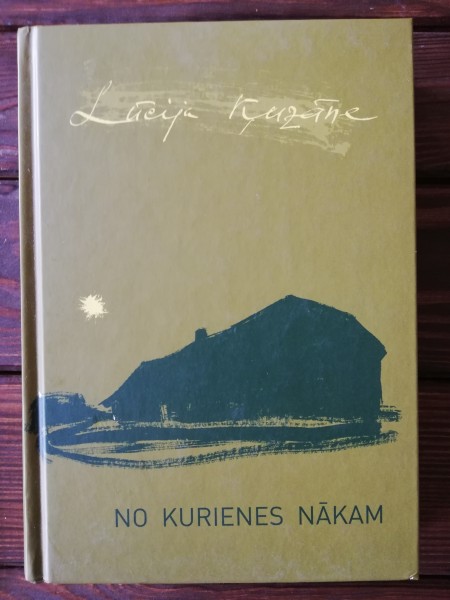 Lūcija Ķuzāne
NO KURIENES NĀKAM